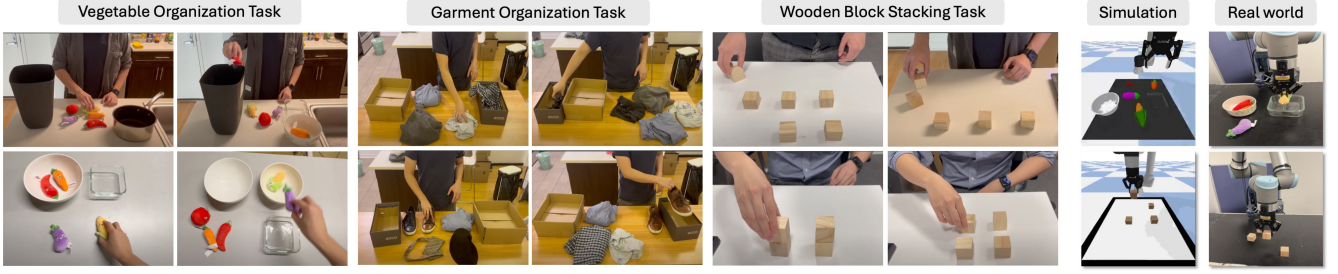 Vegetable Organization Task
Garment Organization Task
Wooden Block Stacking Task
Simulation
Real world